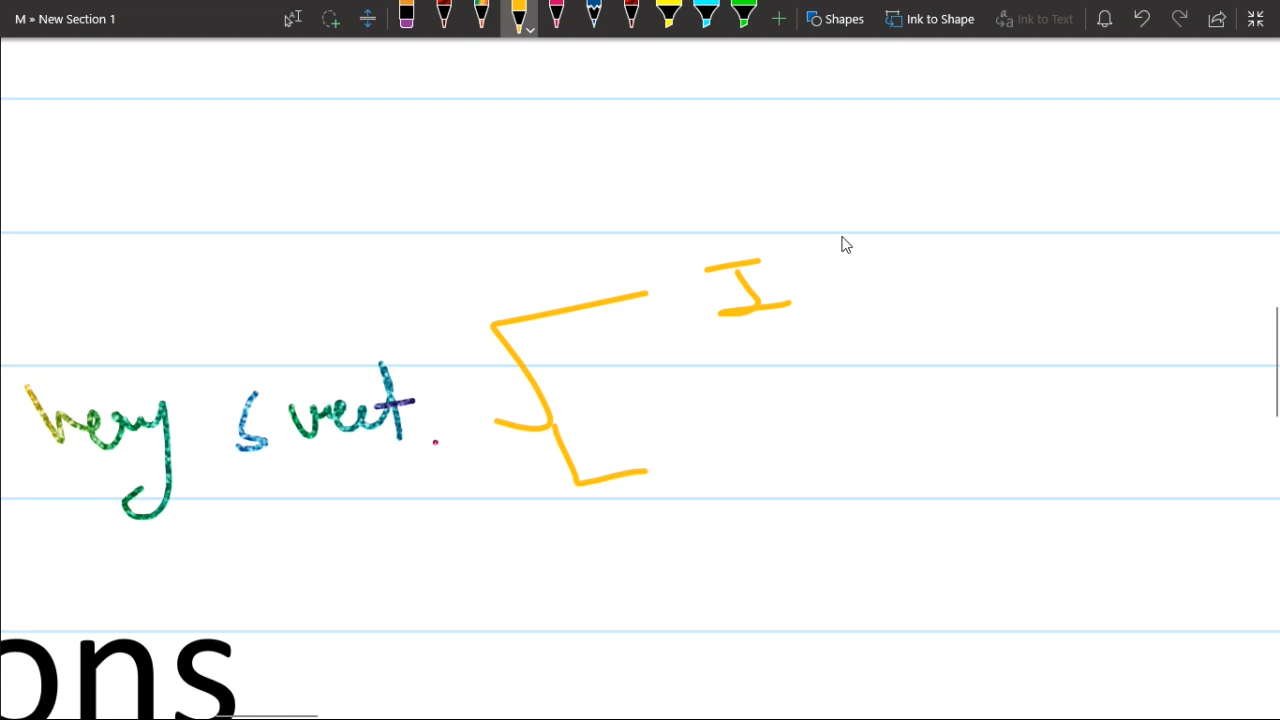 M » New Section 1
Shapes
Ink to Shape
Ink to Text
I
very sweet.
ons